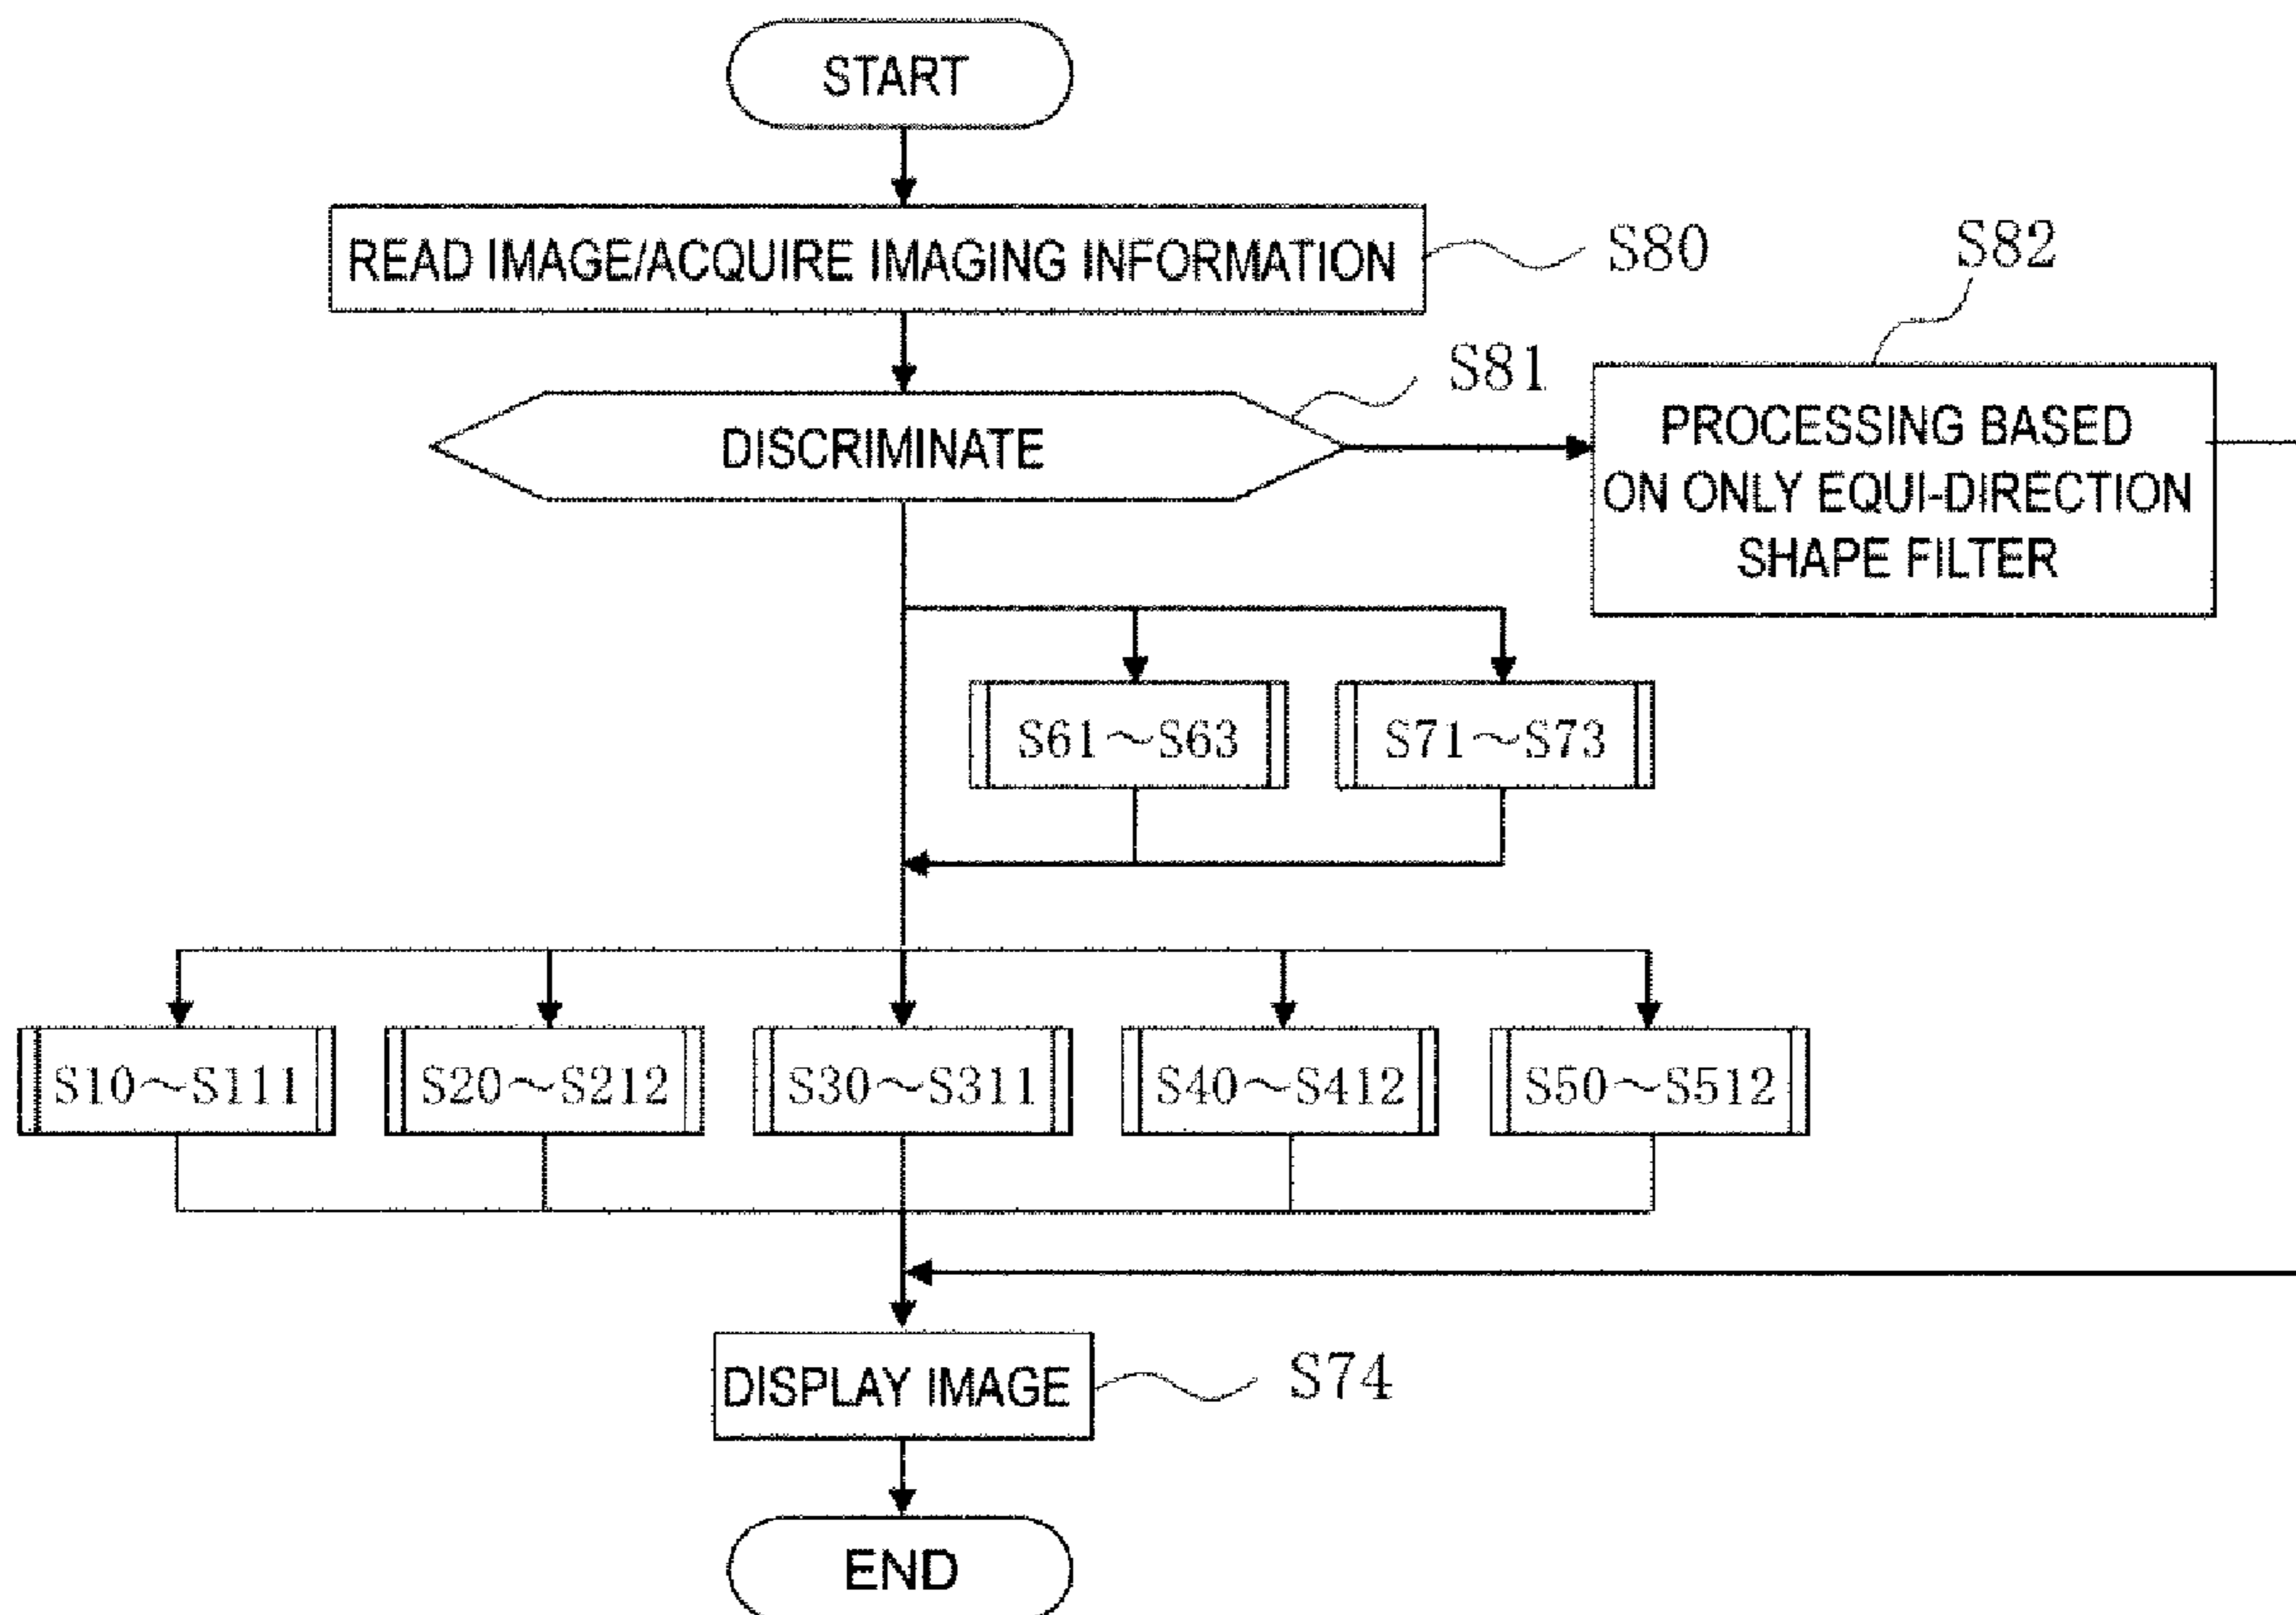 START
READ IMAGE/ACQUIRE IMAGING INFORMATION
S80
S82
S81
DISCRIMINATE
PROCESSING BASED
ON ONLY EQUI-DIRECTION
SHAPE FILTER
S61～S63
S71～S73
S10～S111
S20～S212
S30～S311
S40～S412
S50～S512
DISPLAY IMAGE
S74
END